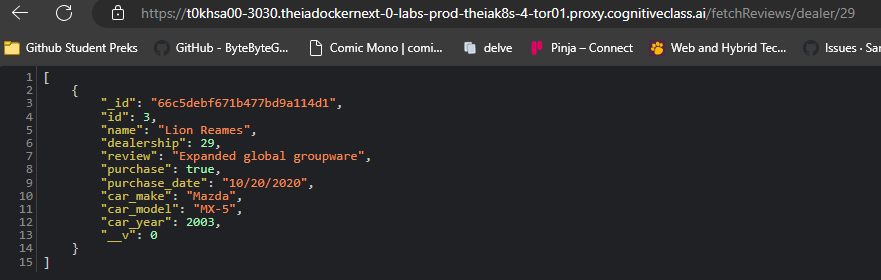 https://t0khsa00-3030.theiadockernext-0-labs-prod-theiak8s-4-tor01.proxy.cognitiveclass.ai/fetchReviews/dealer/29
Github Student Preks GitHub - ByteByteG... Comic Mono | comi... delve Pinja – Connect Web and Hybrid Tec... Issues · Sar
1 [
2 {
3 "_id": "66c5debf671b477bd9a114d1",
4 "id": 3,
5 "name": "Lion Reames",
6 "dealership": 29,
7 "review": "Expanded global groupware",
8 "purchase": true,
9 "purchase_date": "10/20/2020",
10 "car_make": "Mazda",
11 "car_model": "MX-5",
12 "car_year": 2003,
13 "__v": 0
14 }
15 ]